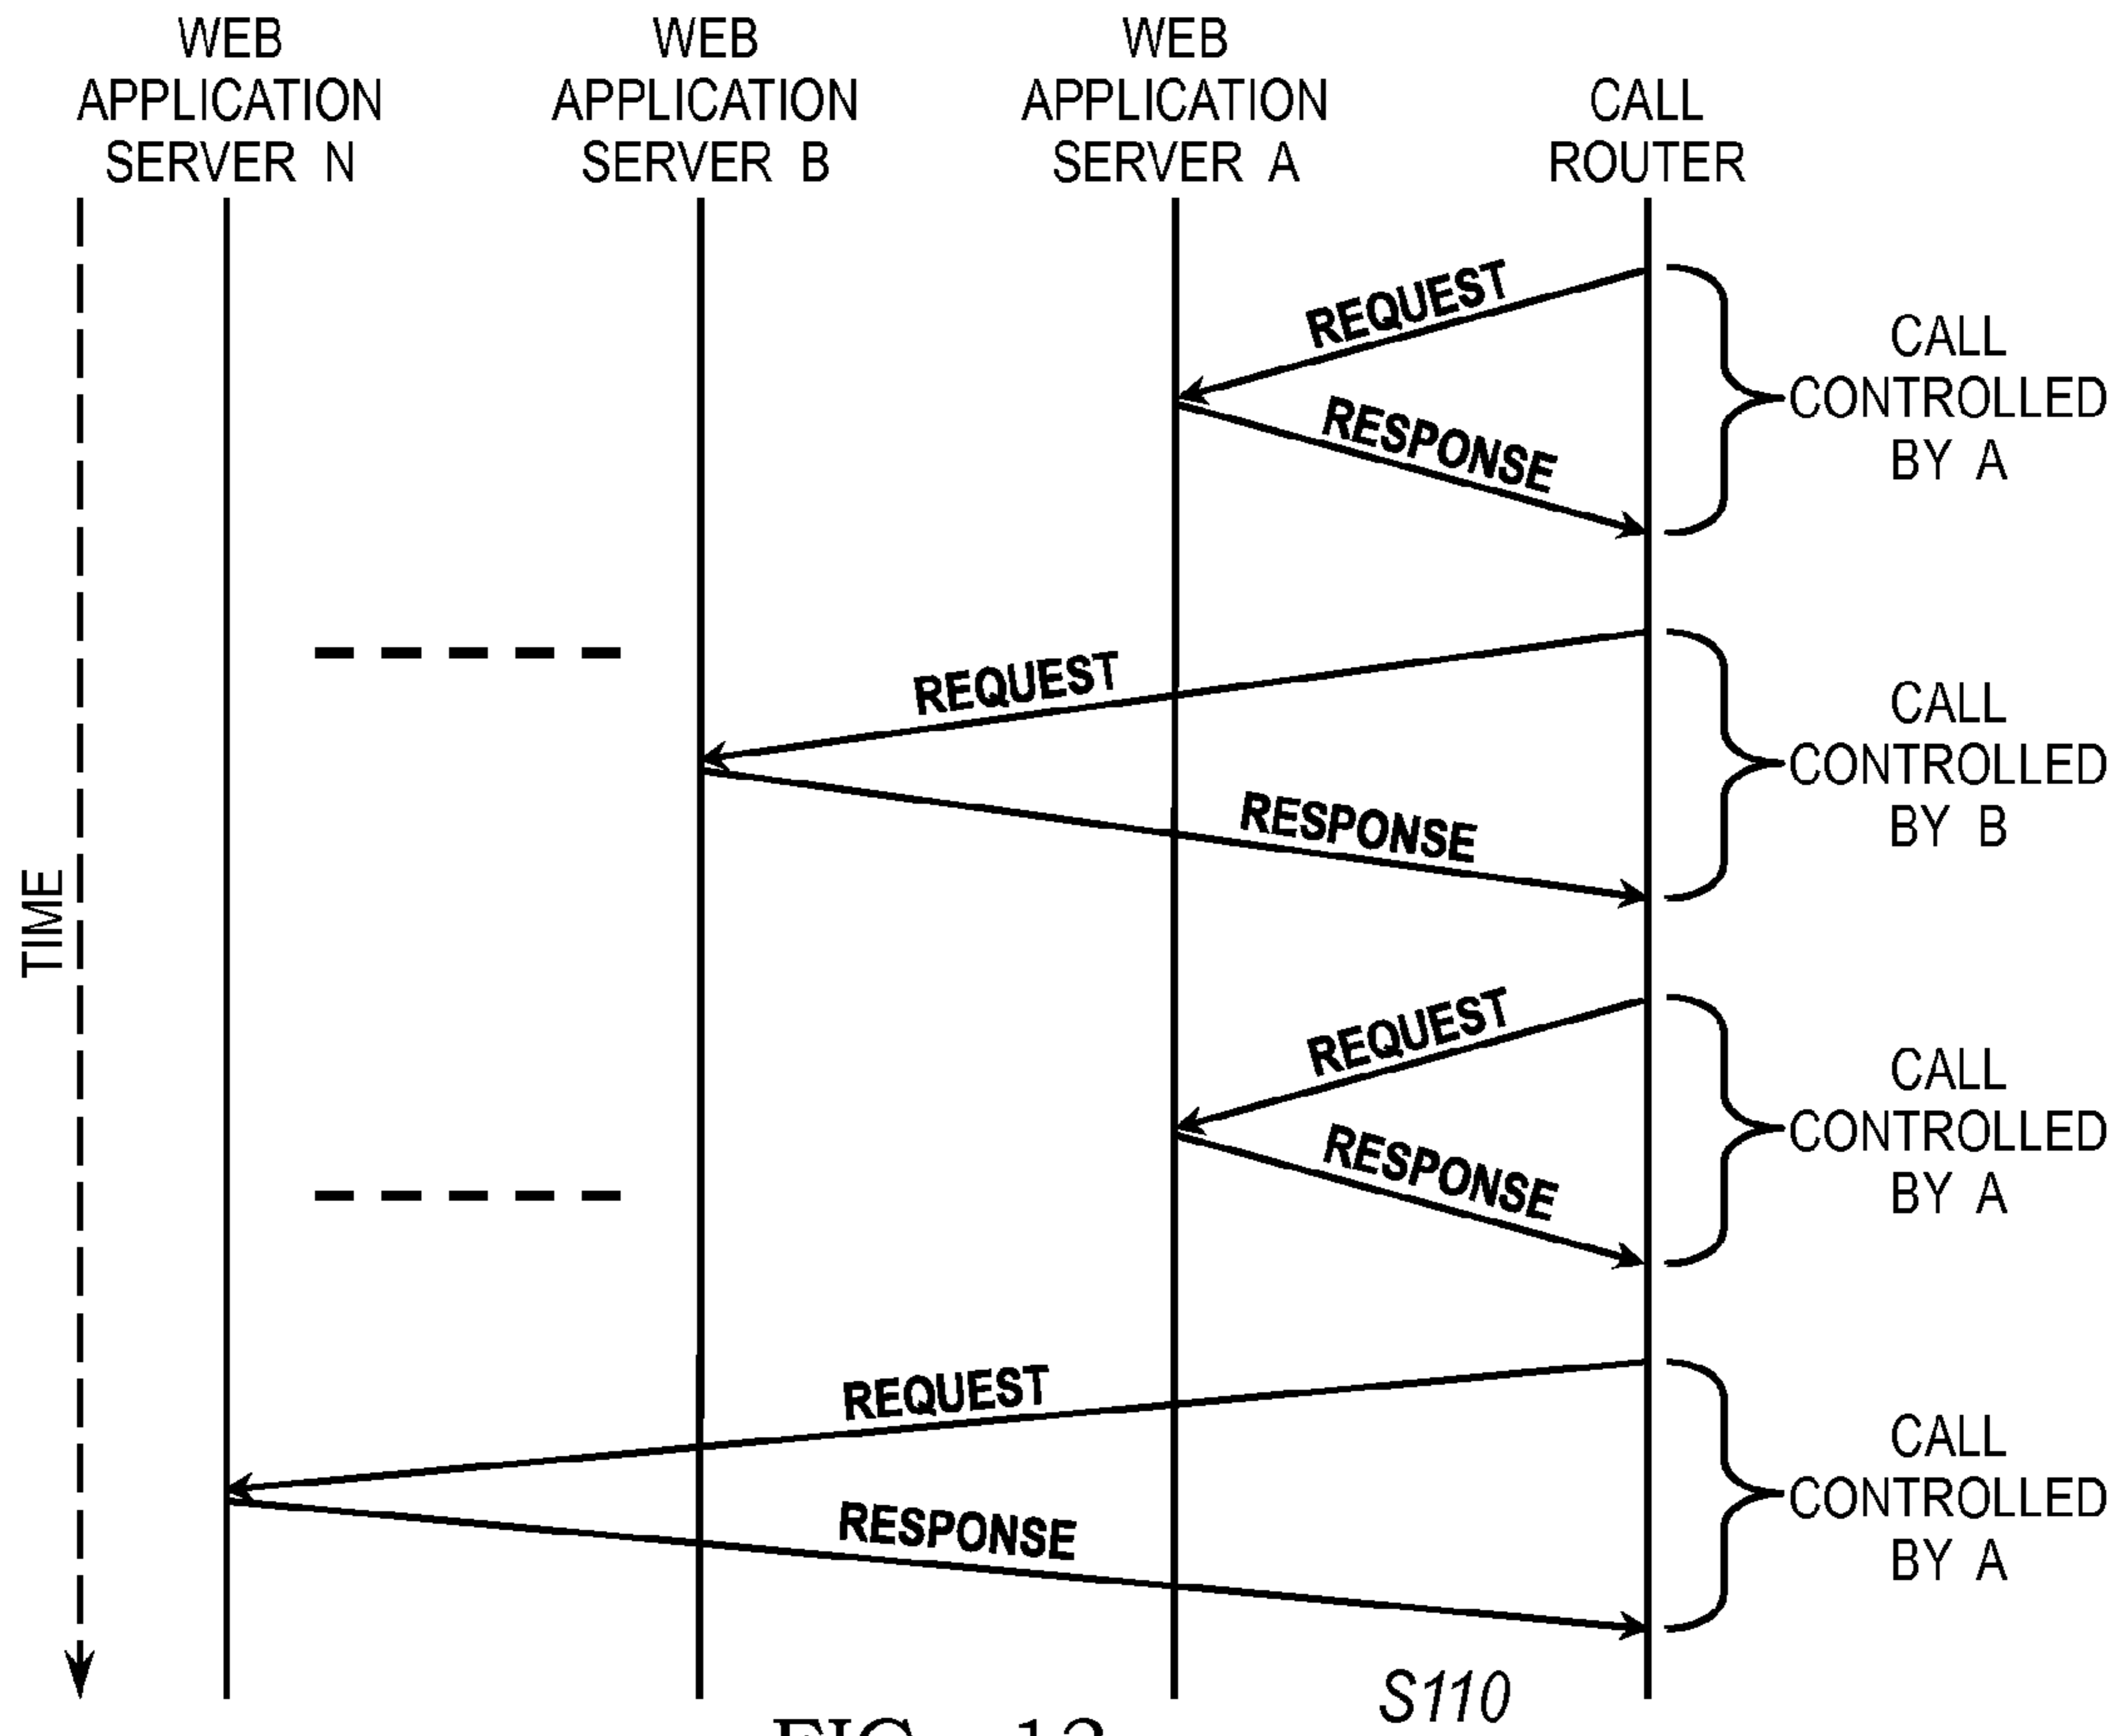 WEB
APPLICATION
SERVER N
WEB
APPLICATION
SERVER B
WEB
APPLICATION
SERVER A
CALL
ROUTER
REQUEST
RESPONSE
CALL
CONTROLLED
BY A
REQUEST
RESPONSE
CALL
CONTROLLED
BY B
TIME
REQUEST
RESPONSE
CALL
CONTROLLED
BY A
REQUEST
RESPONSE
CALL
CONTROLLED
BY A
S110